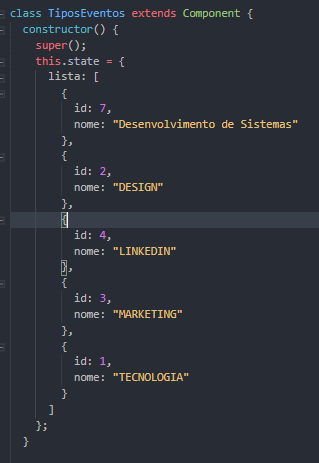 class TiposEventos extends Component {
constructor() {
super();
this.state = {
lista: [
{
id: 7,
nome: "Desenvolvimento de Sistemas"
},
{
id: 2,
nome: "DESIGN"
},
{
id: 4,
nome: "LINKEDIN"
},
{
id: 3,
nome: "MARKETING"
},
{
id: 1,
nome: "TECNOLOGIA"
}
]
};
}